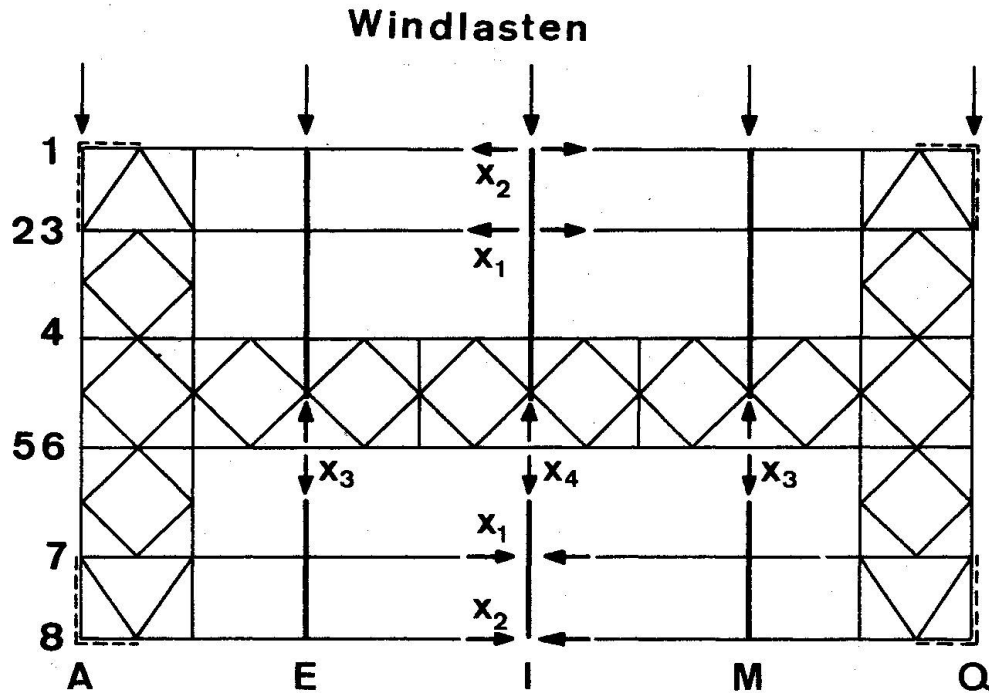 Windlasten
1
x₂
23
x₁
4
56
x₃ x₄ x₃
x₁
7
x₂
8
A E I M Q